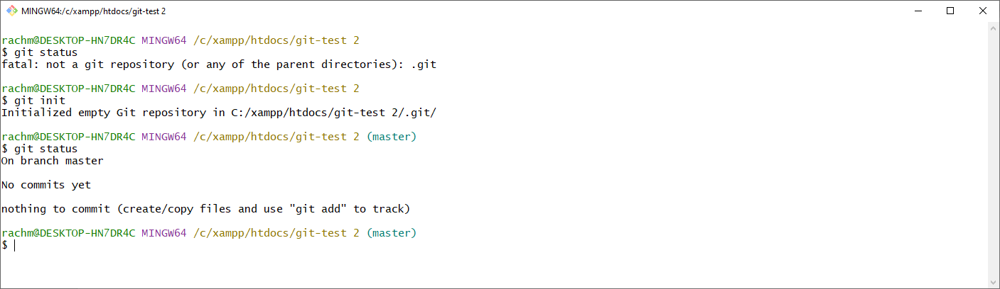 MINGW64:/c/xampp/htdocs/git-test 2
rachm@DESKTOP-HN7DR4C MINGW64 /c/xampp/htdocs/git-test 2
$ git status
fatal: not a git repository (or any of the parent directories): .git
rachm@DESKTOP-HN7DR4C MINGW64 /c/xampp/htdocs/git-test 2
$ git init
Initialized empty Git repository in C:/xampp/htdocs/git-test 2/.git/
rachm@DESKTOP-HN7DR4C MINGW64 /c/xampp/htdocs/git-test 2 (master)
$ git status
On branch master
No commits yet
nothing to commit (create/copy files and use "git add" to track)
rachm@DESKTOP-HN7DR4C MINGW64 /c/xampp/htdocs/git-test 2 (master)
$